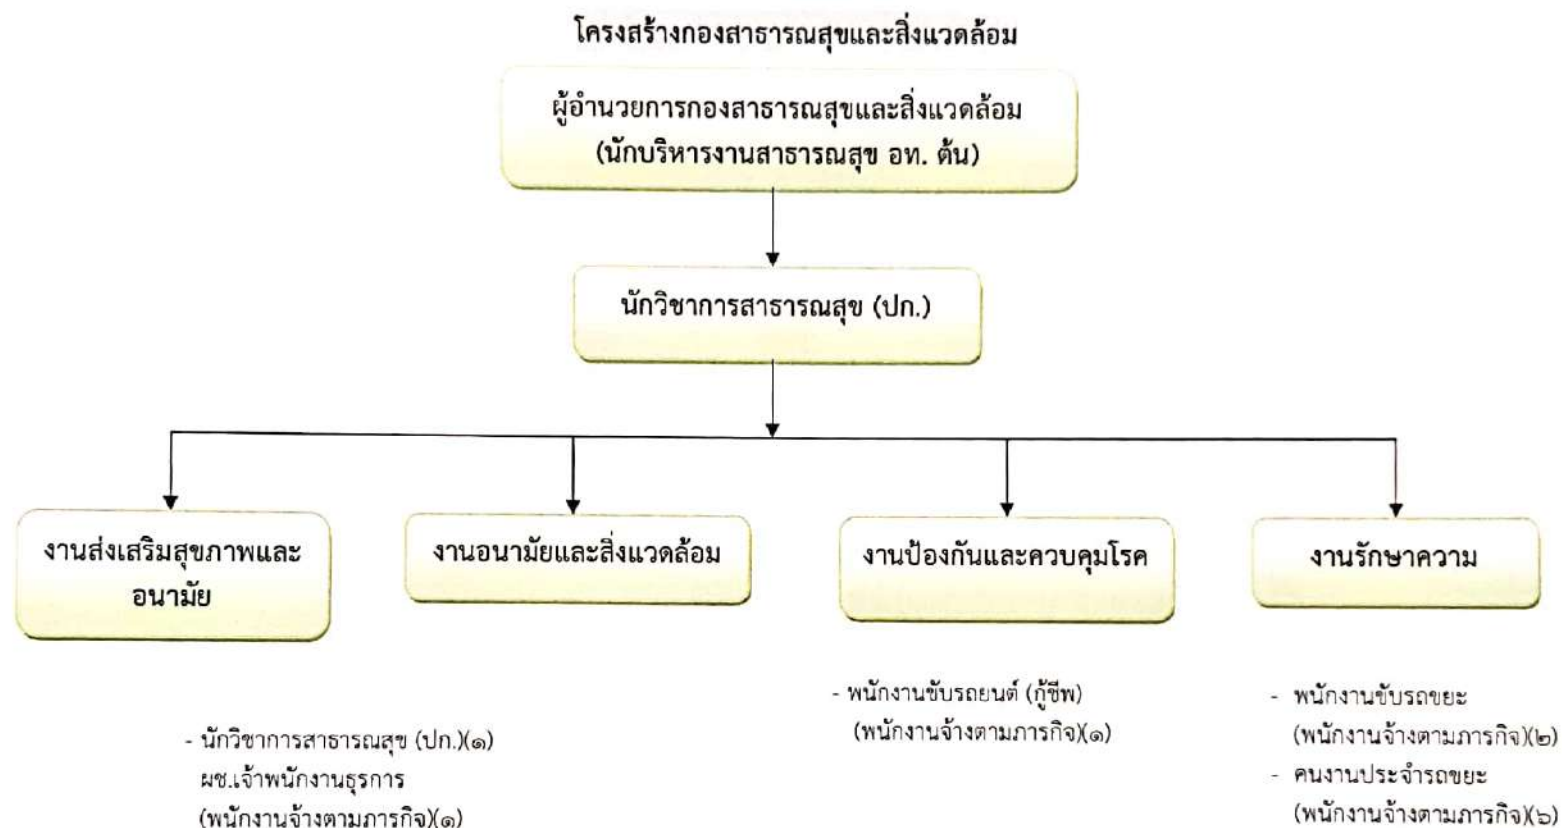 โครงสร้างกองสาธารณสุขและสิ่งแวดล้อม
ผู้อำนวยการกองสาธารณสุขและสิ่งแวดล้อม
(นักบริหารงานสาธารณสุข อท. ต้น)
นักวิชาการสาธารณสุข (ปก.)
งานส่งเสริมสุขภาพและ
อนามัย
งานอนามัยและสิ่งแวดล้อม
งานป้องกันและควบคุมโรค
งานรักษาความ
- นักวิชาการสาธารณสุข (ปก.)(๑)
ผช.เจ้าพนักงานธุรการ
(พนักงานจ้างตามภารกิจ)(๑)
- พนักงานขับรถยนต์ (กู้ชีพ)
(พนักงานจ้างตามภารกิจ)(๑)
- พนักงานขับรถขยะ
(พนักงานจ้างตามภารกิจ)(๒)
- คนงานประจำรถขยะ
(พนักงานจ้างตามภารกิจ)(๖)